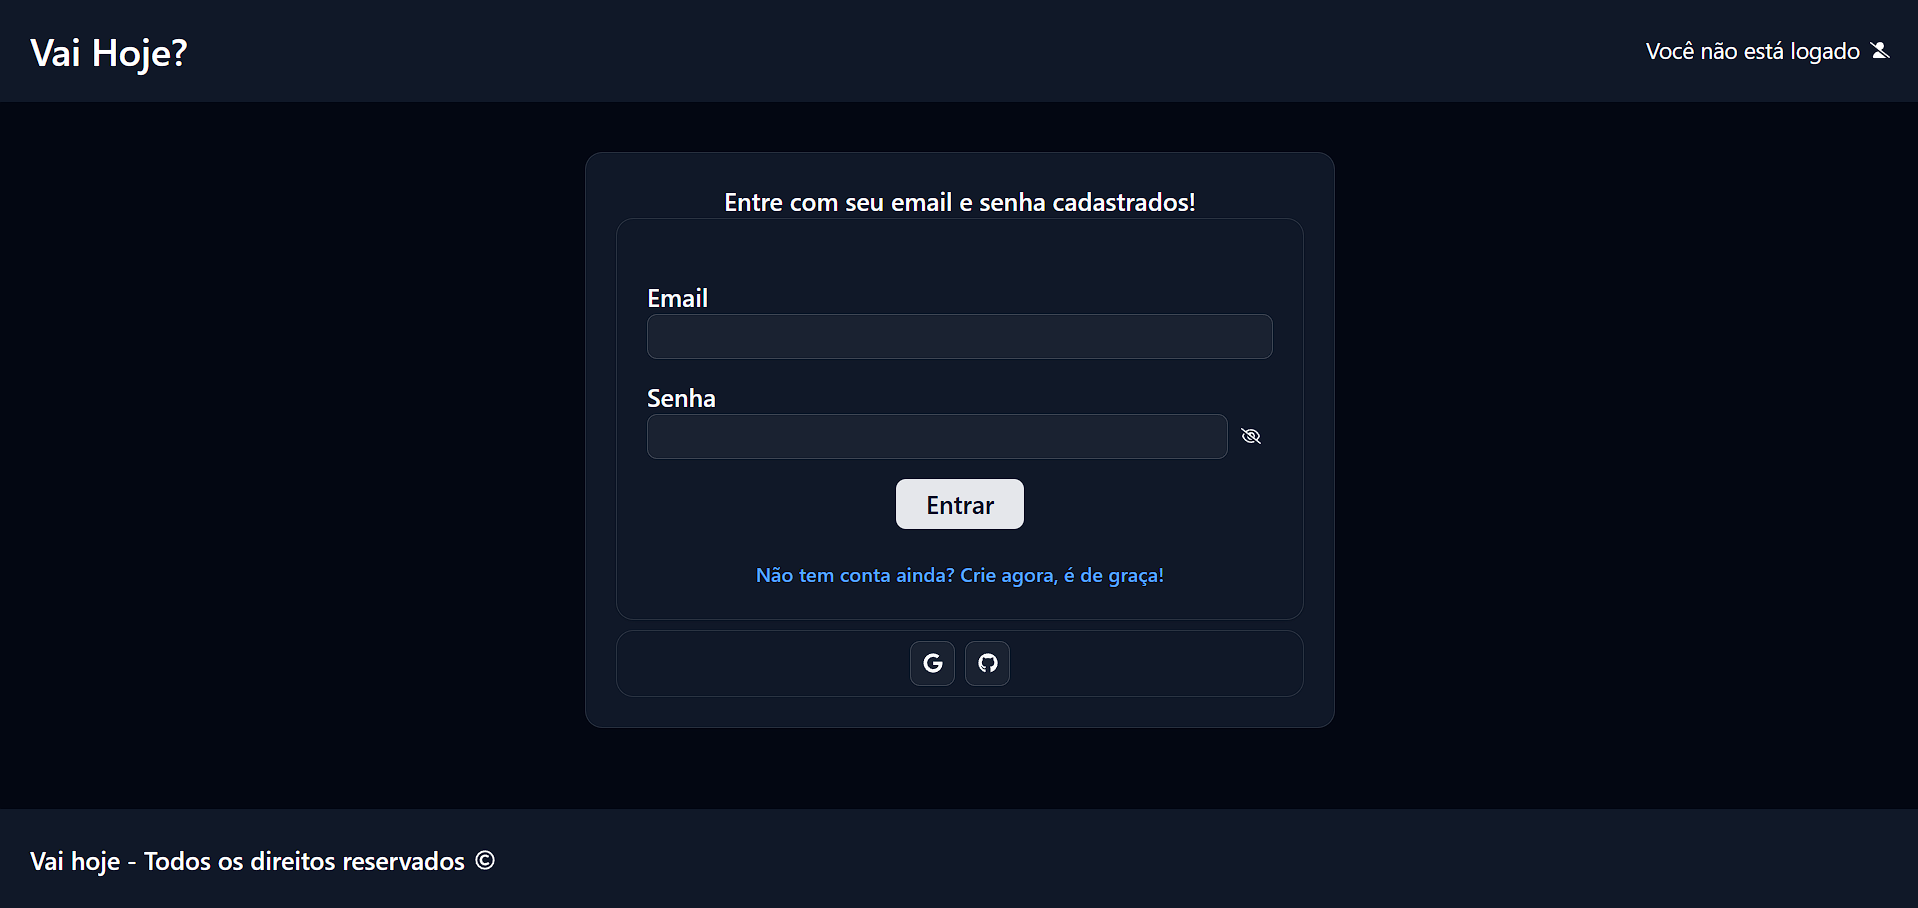 Vai Hoje?
Você não está logado
Entre com seu email e senha cadastrados!
Email
Senha
Entrar
Não tem conta ainda? Crie agora, é de graça!
Vai hoje - Todos os direitos reservados ©